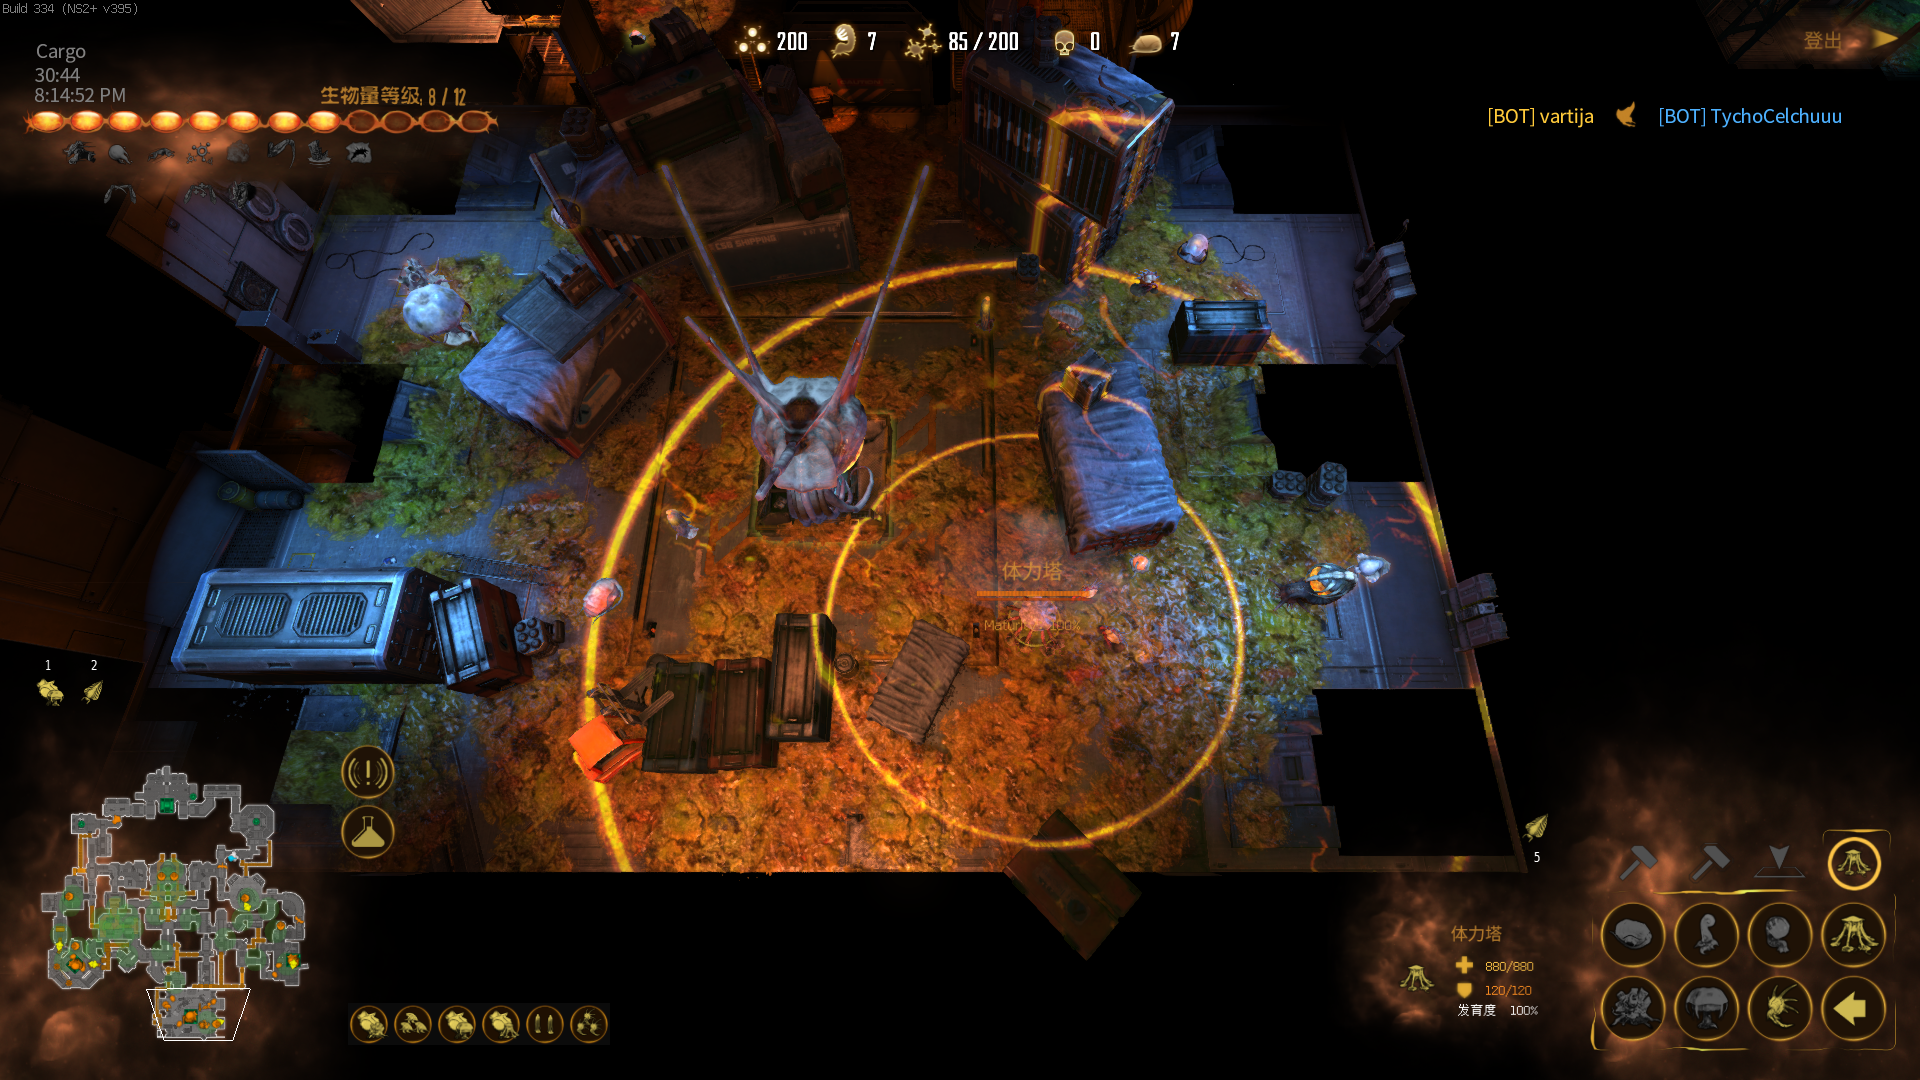 Build 334 (NS2+ v395)
200
7
85 / 200
0
7
登出
Cargo
30:44
8:14:52 PM
生物量等级: 8 / 12
[BOT] vartija
[BOT] TychoCelchuuu
体力塔
100%
1
2
5
体力塔
880/880
120/120
发育度 100%